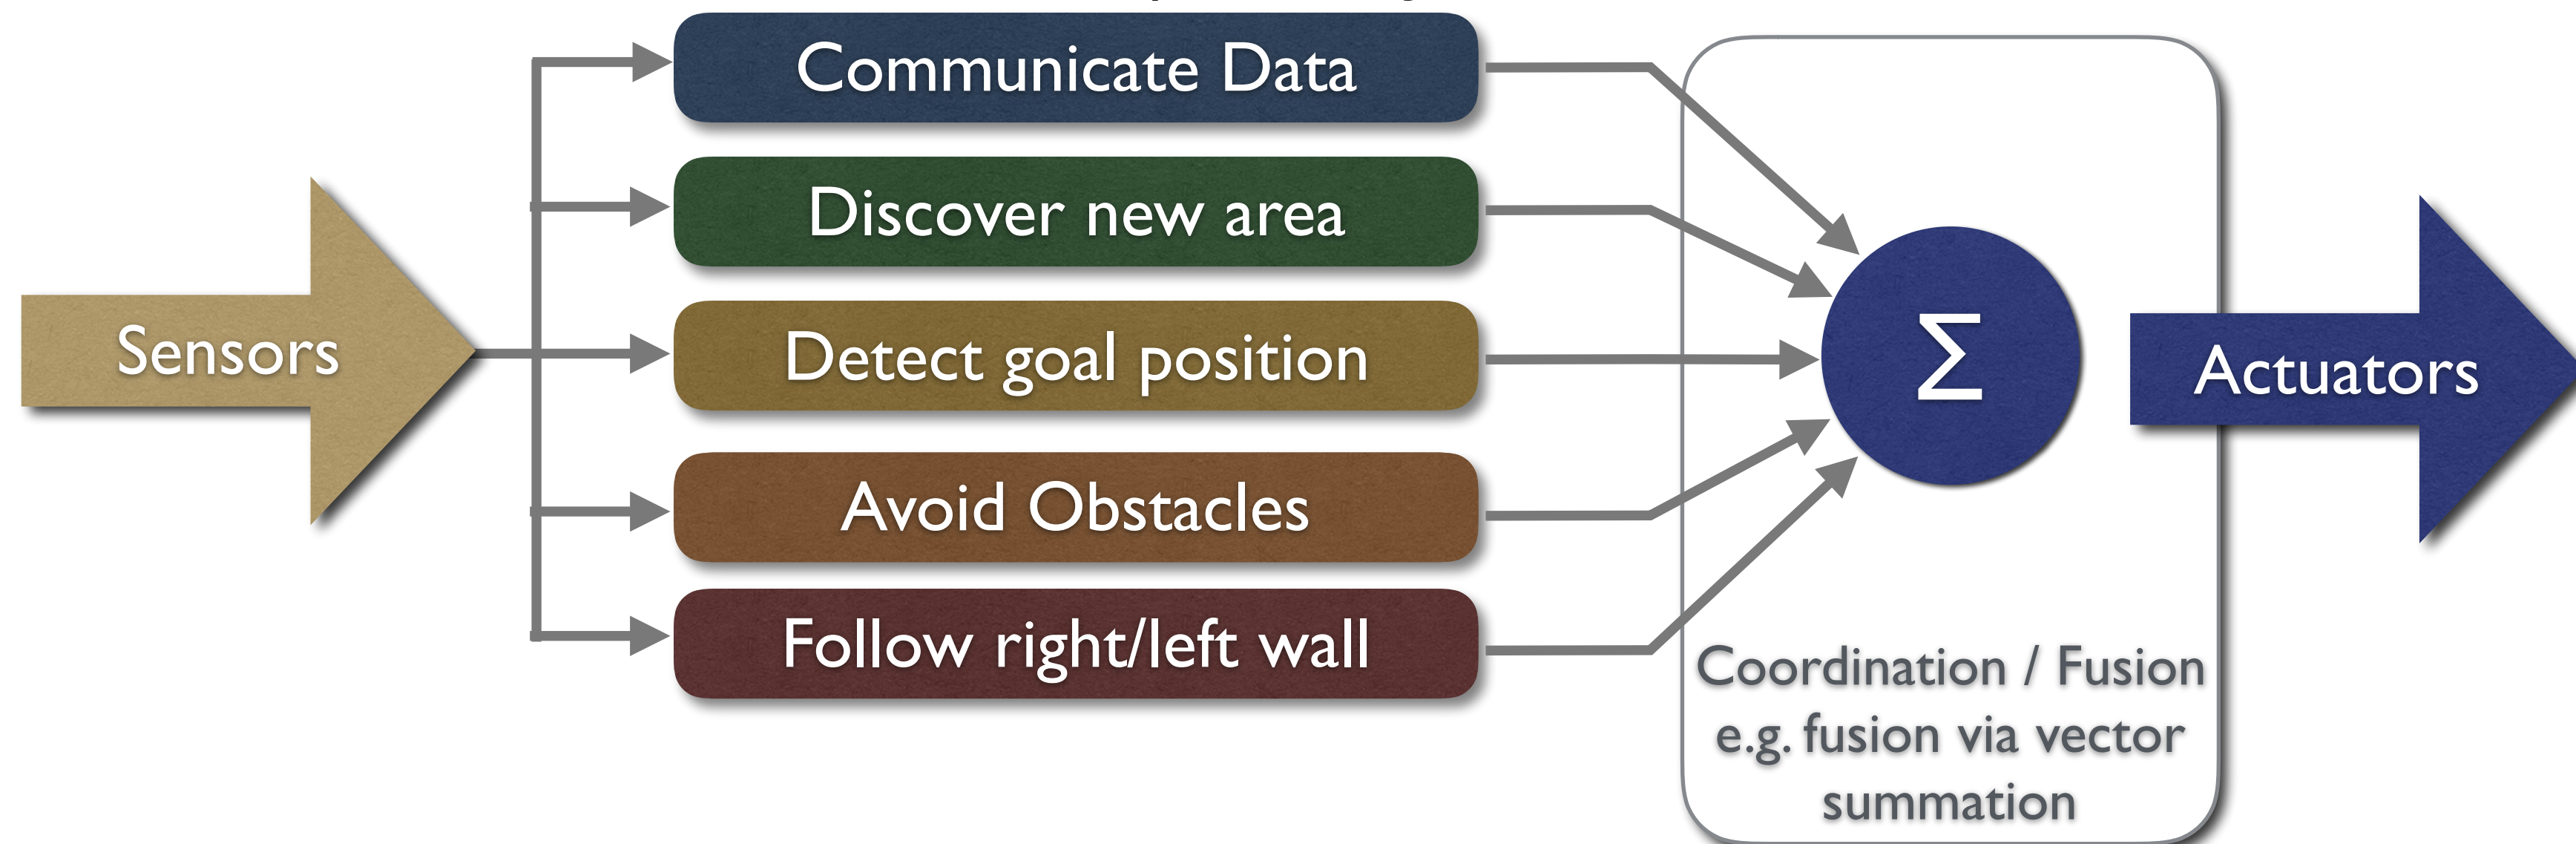 Communicate Data
Discover new area
Sensors
Detect goal position
Σ
Actuators
Avoid Obstacles
Follow right/left wall
Coordination / Fusion
e.g. fusion via vector
summation